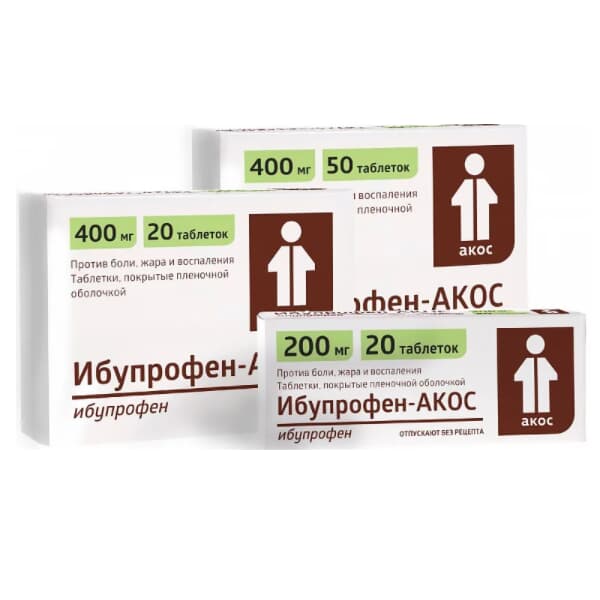 400 мг 50 таблеток
и воспаления
пленочной
офен-АКОС
акос
400 мг 20 таблеток
Против боли, жара и воспаления
Таблетки, покрытые пленочной
оболочкой
Ибупрофен-А
ибупрофен
200 мг 20 таблеток
Против боли, жара и воспаления
Таблетки, покрытые пленочной оболочкой
Ибупрофен-АКОС
ибупрофен
ОТПУСКАЮТ БЕЗ РЕЦЕПТА
акос